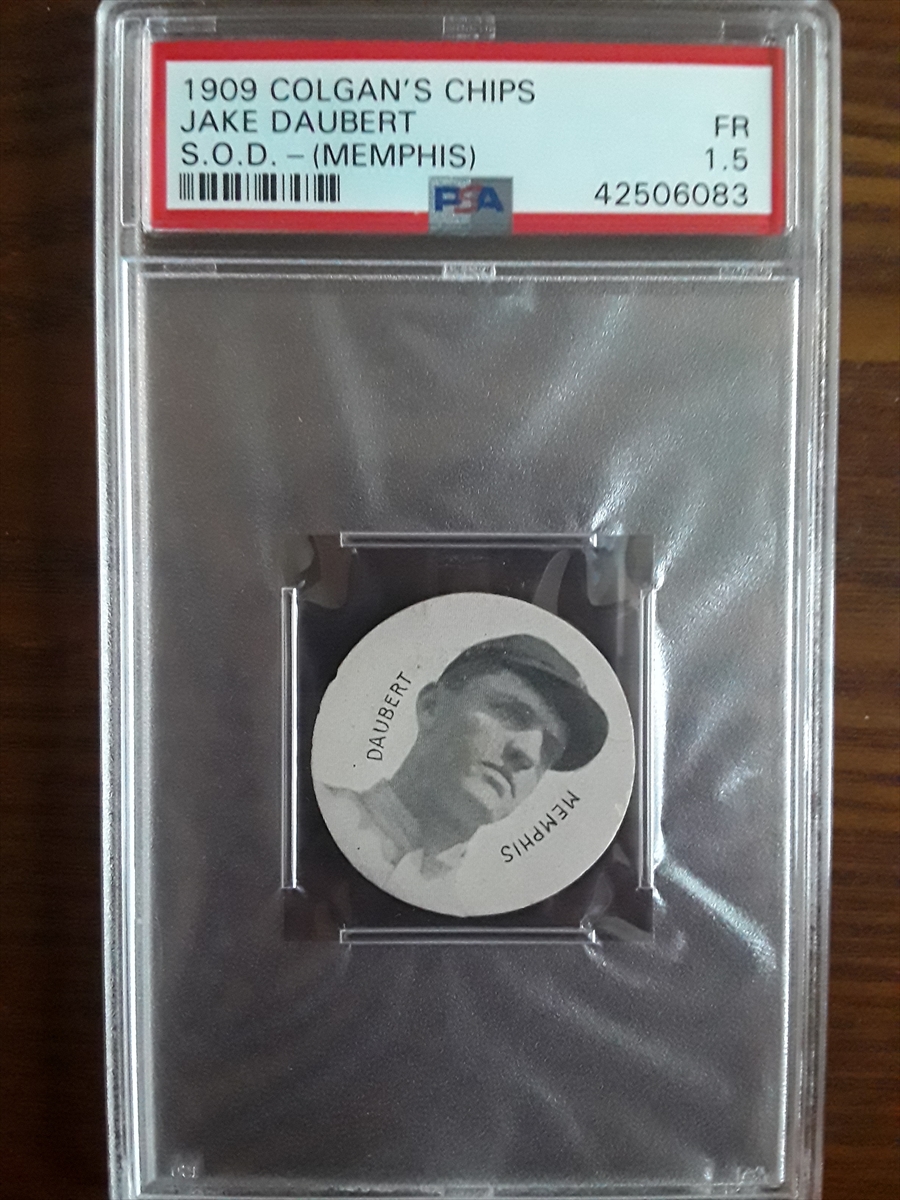 1909 COLGAN'S CHIPS
JAKE DAUBERT
FR
S.O.D. – (MEMPHIS)
1.5
PSA
42506083
DAUBERT
MEMPHIS